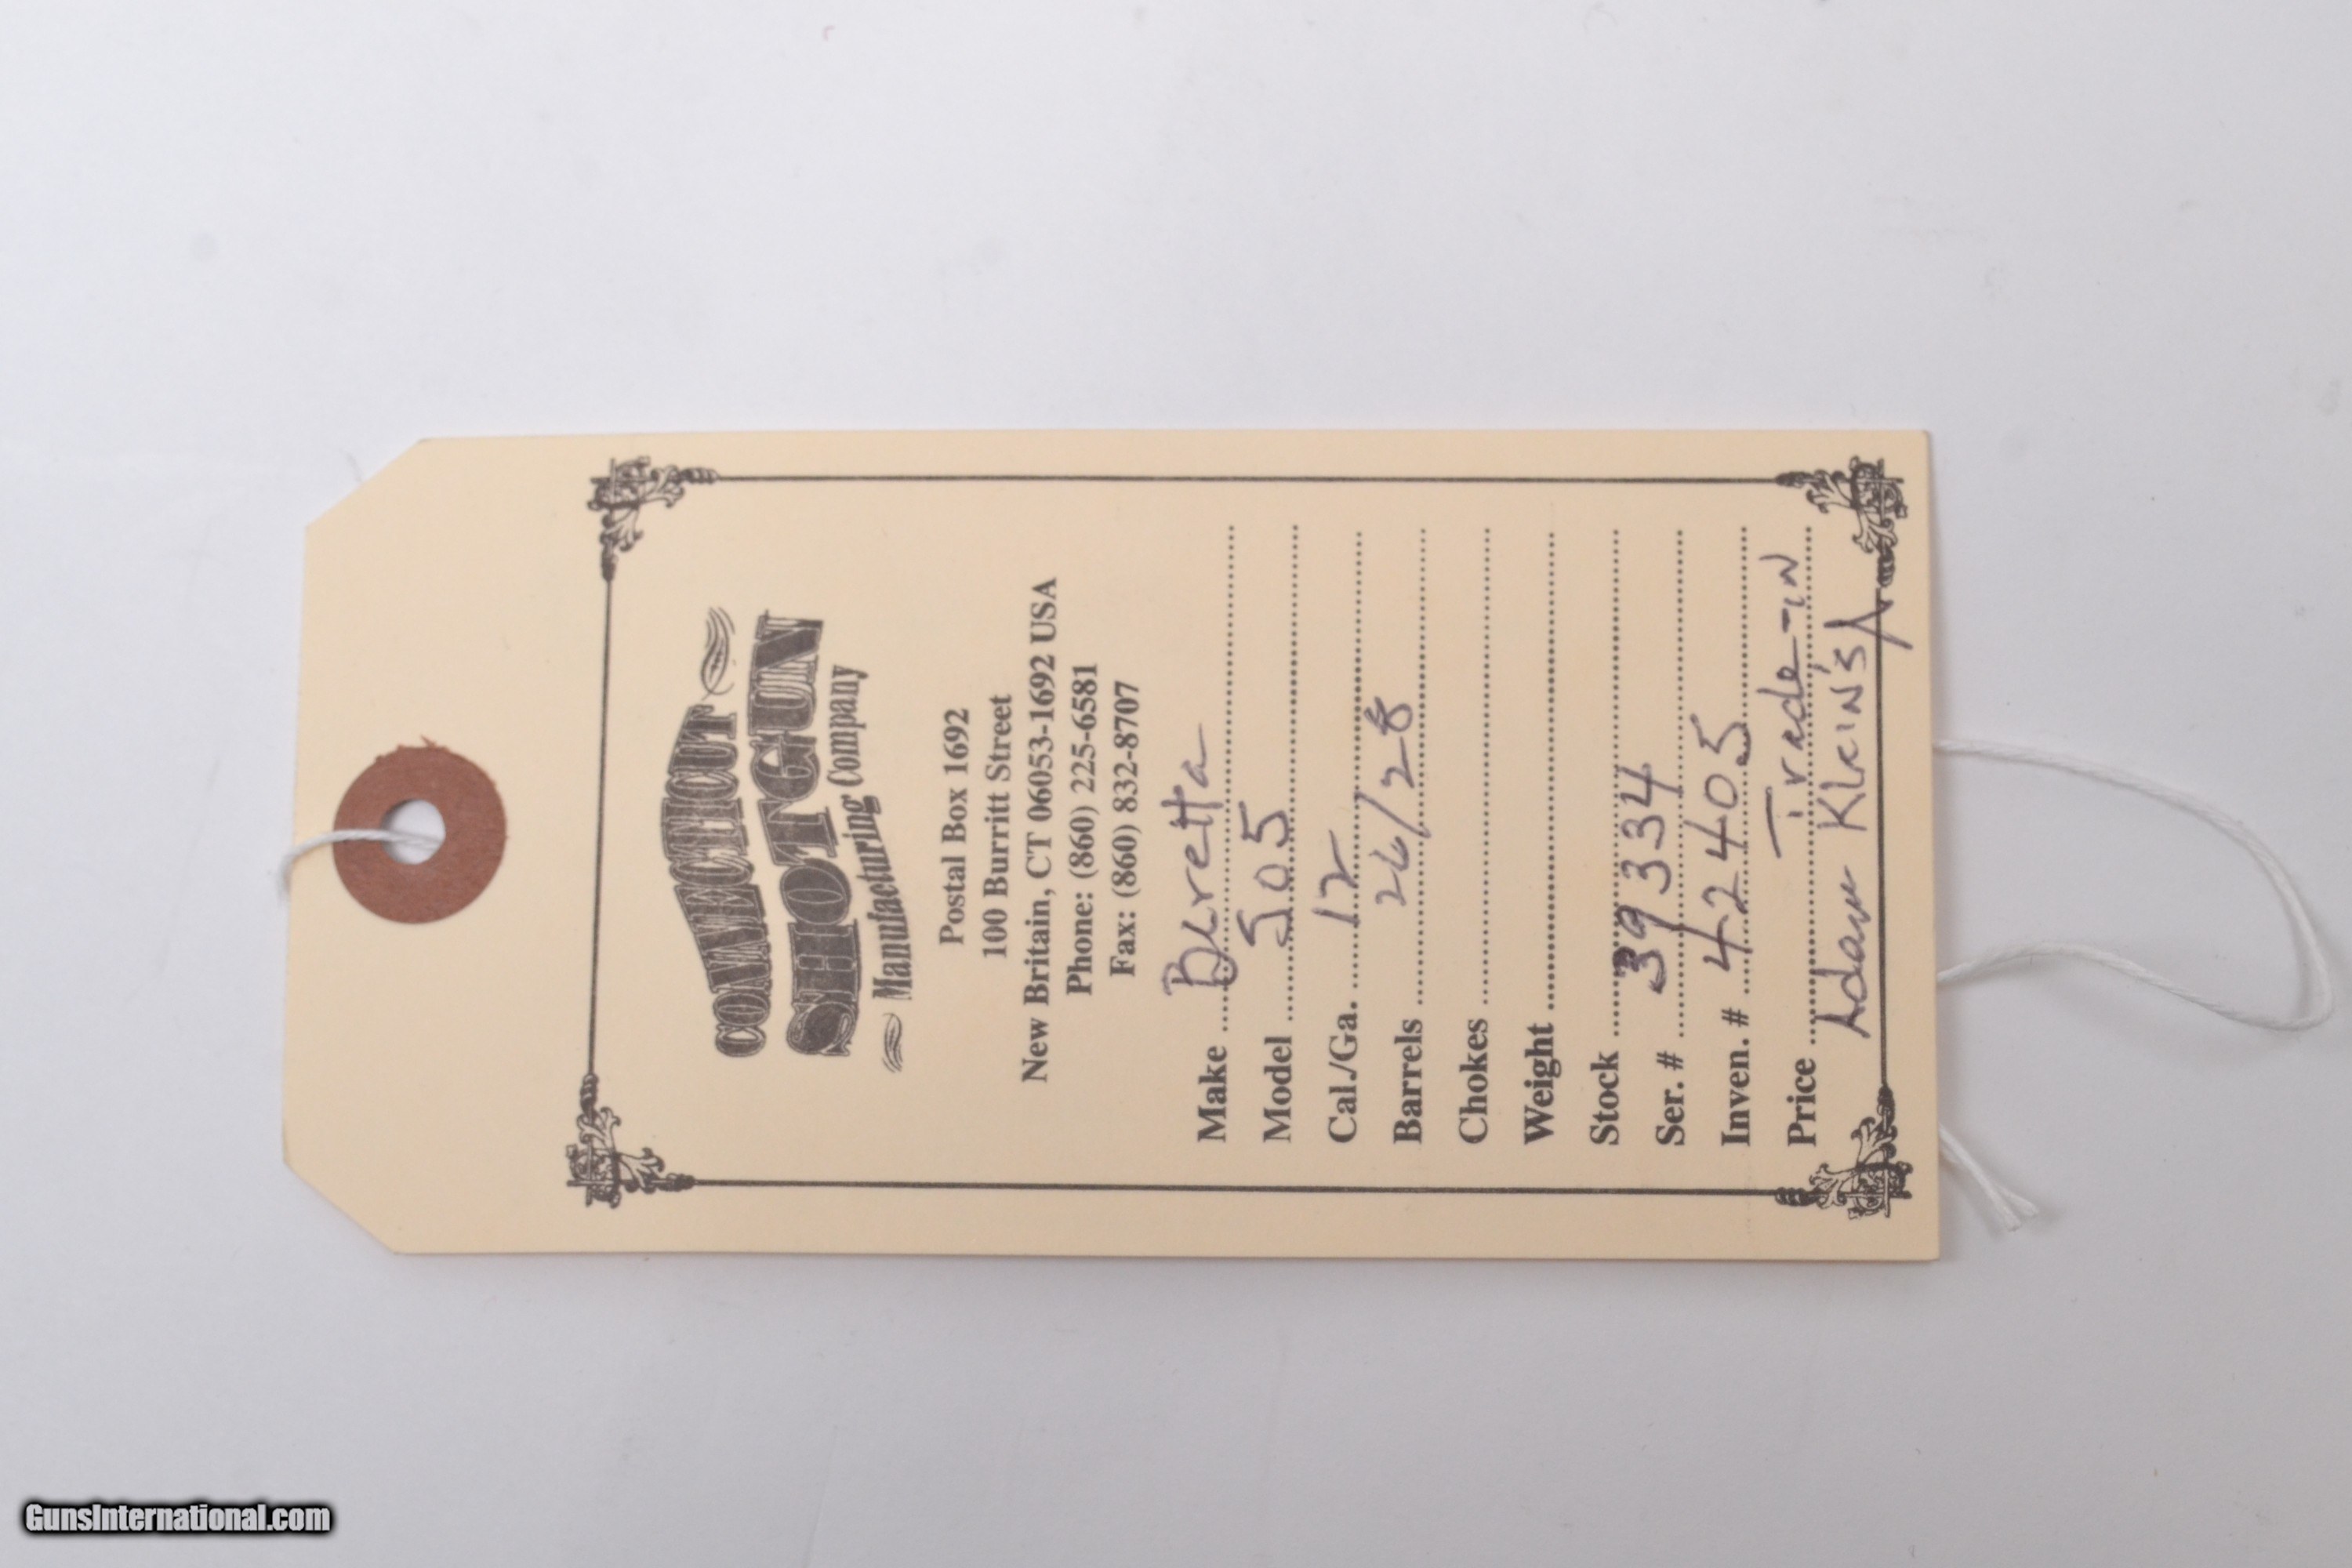 CONNECTICUT
SHOTGUN
Manufacturing Company
Postal Box 1692
100 Burritt Street
New Britain, CT 06053-1692 USA
Phone: (860) 225-6581
Fax: (860) 832-8707
Make Beretta
Model 505
Cal./Ga. 12
Barrels 26/28
Chokes
Weight
Stock
Ser. # 39334
Inven. # 42405
Price Trade-in
Adam Klein's
GunsInternational.com